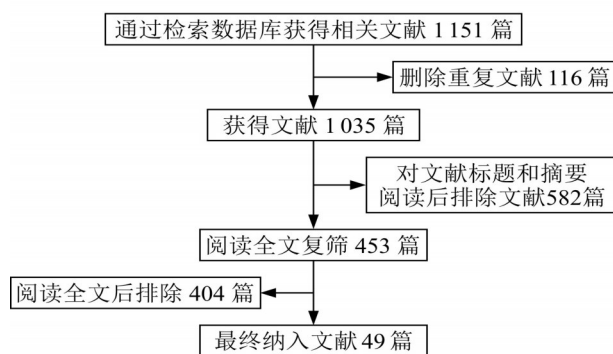 通过检索数据库获得相关文献 1 151 篇
删除重复文献 116 篇
获得文献 1 035 篇
对文献标题和摘要
阅读后排除文献582篇
阅读全文复筛 453 篇
阅读全文后排除 404 篇
最终纳入文献 49 篇